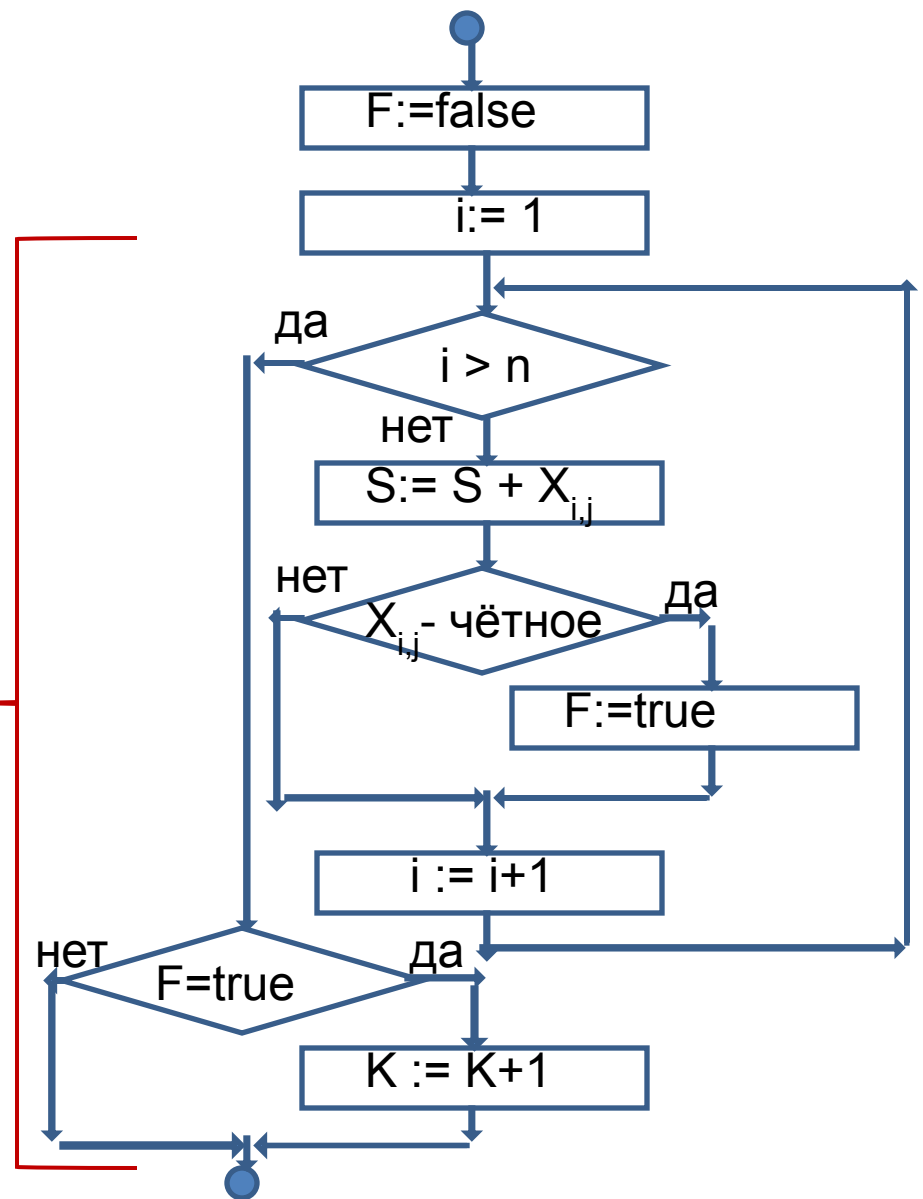 F:=false
i:= 1
да
i > n
нет
S:= S + Xi,j
нет
да
Xi,j- чётное
F:=true
i := i+1
нет
да
F=true
K := K+1